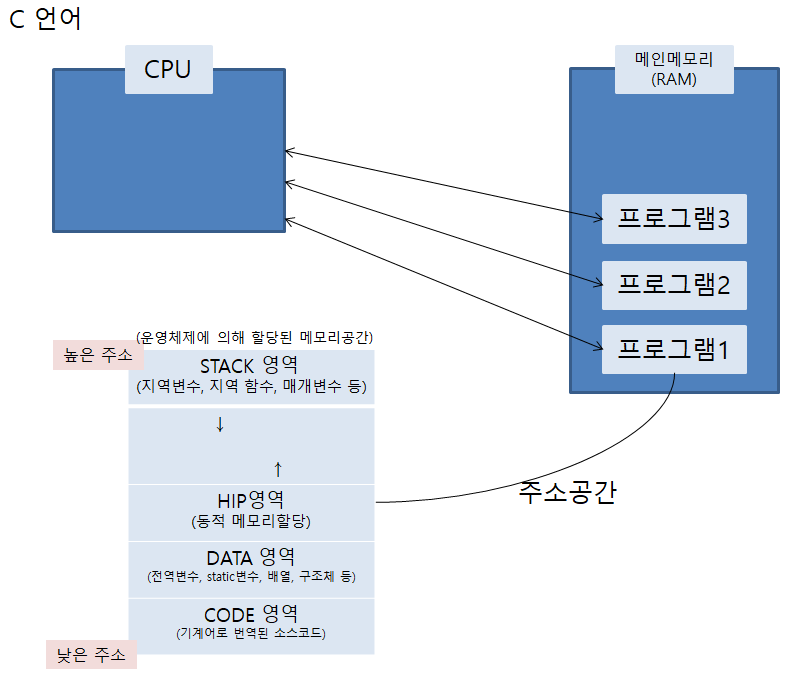 C 언어
CPU
메인메모리
(RAM)
프로그램3
프로그램2
프로그램1
(운영체제에 의해 할당된 메모리공간)
높은 주소
STACK 영역
(지역변수, 지역 함수, 매개변수 등)
↓
↑
HIP영역
(동적 메모리할당)
주소공간
DATA 영역
(전역변수, static변수, 배열, 구조체 등)
CODE 영역
(기계어로 번역된 소스코드)
낮은 주소